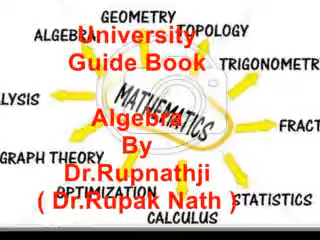 GEOMETRY
ALGEBRA
TOPOLOGY
University
Guide Book
TRIGONOMETR
LYSIS
MATHEMATICS
Algebra
FRACT
By
GRAPH THEORY
Dr.Rupnathji
OPTIMIZATION
( Dr.Rupak Nath )
STATISTICS
CALCULUS